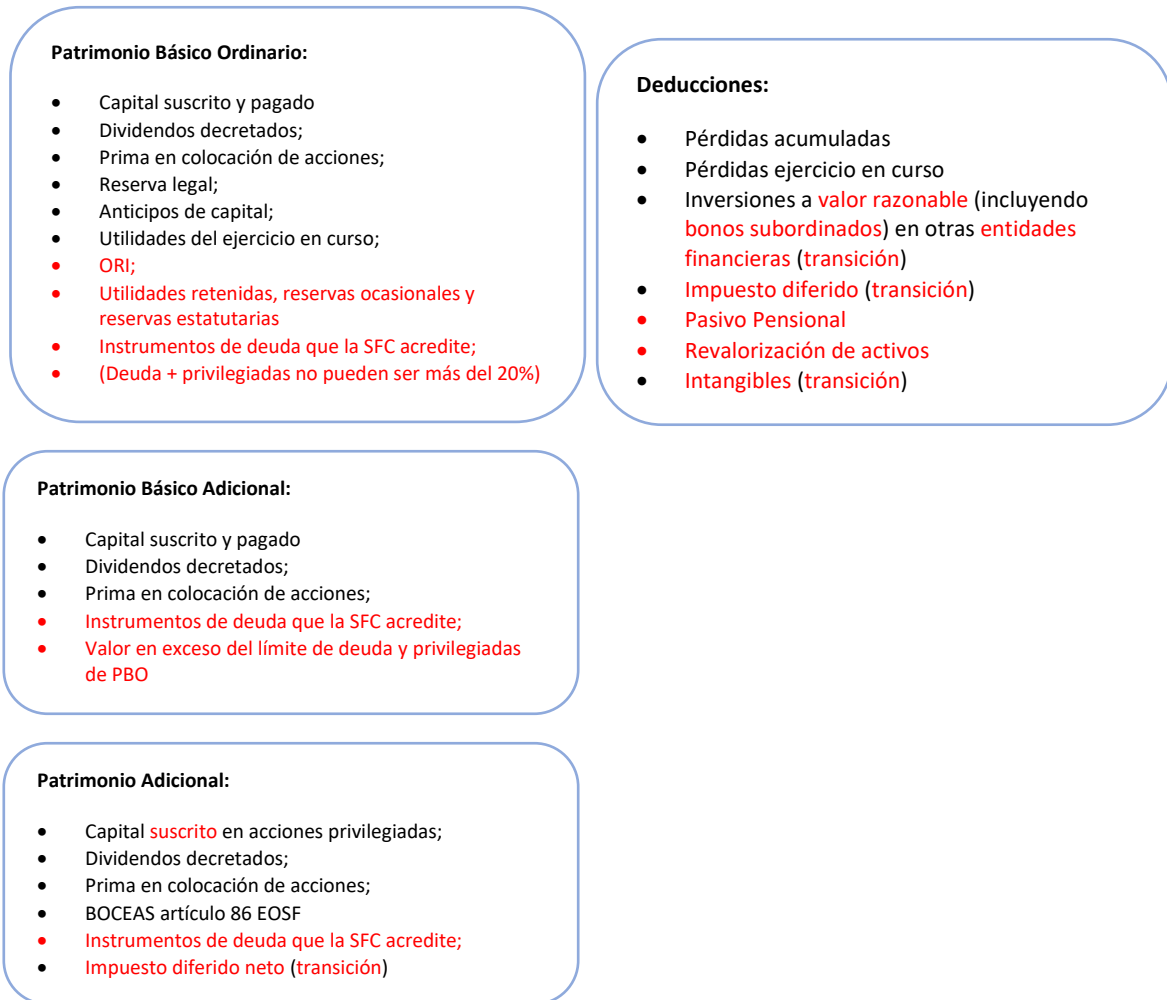 Patrimonio Básico Ordinario:
• Capital suscrito y pagado
• Dividendos decretados;
• Prima en colocación de acciones;
• Reserva legal;
• Anticipos de capital;
• Utilidades del ejercicio en curso;
• ORI;
• Utilidades retenidas, reservas ocasionales y
reservas estatutarias
• Instrumentos de deuda que la SFC acredite;
• (Deuda + privilegiadas no pueden ser más del 20%)
Deducciones:
• Pérdidas acumuladas
• Pérdidas ejercicio en curso
• Inversiones a valor razonable (incluyendo
bonos subordinados) en otras entidades
financieras (transición)
• Impuesto diferido (transición)
• Pasivo Pensional
• Revalorización de activos
• Intangibles (transición)
Patrimonio Básico Adicional:
• Capital suscrito y pagado
• Dividendos decretados;
• Prima en colocación de acciones;
• Instrumentos de deuda que la SFC acredite;
• Valor en exceso del límite de deuda y privilegiadas
de PBO
Patrimonio Adicional:
• Capital suscrito en acciones privilegiadas;
• Dividendos decretados;
• Prima en colocación de acciones;
• BOCEAS artículo 86 EOSF
• Instrumentos de deuda que la SFC acredite;
• Impuesto diferido neto (transición)